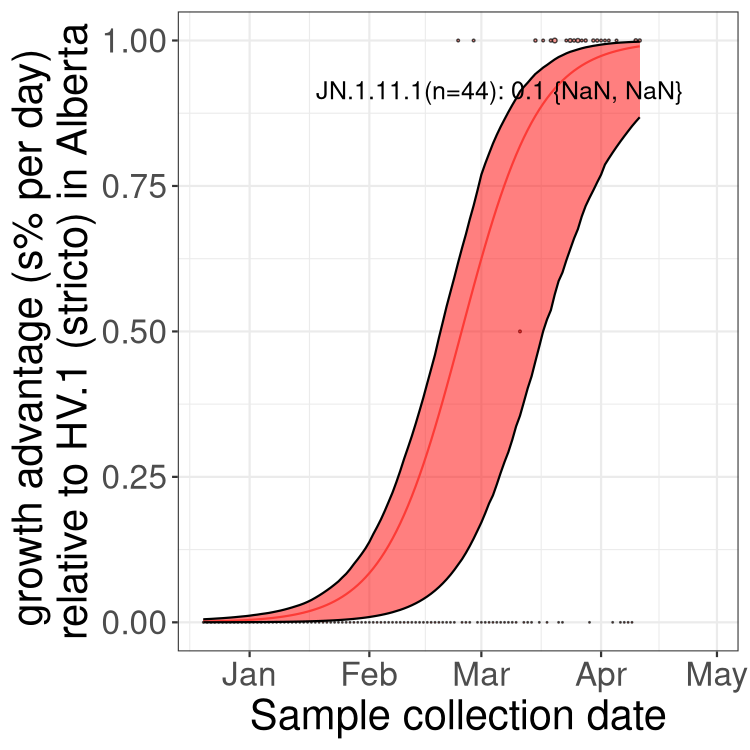 growth advantage (s% per day)
relative to HV.1 (stricto) in Alberta
1.00
0.75
0.50
0.25
0.00
JN.1.11.1(n=44): 0.1 {NaN, NaN}
Jan Feb Mar Apr May
Sample collection date